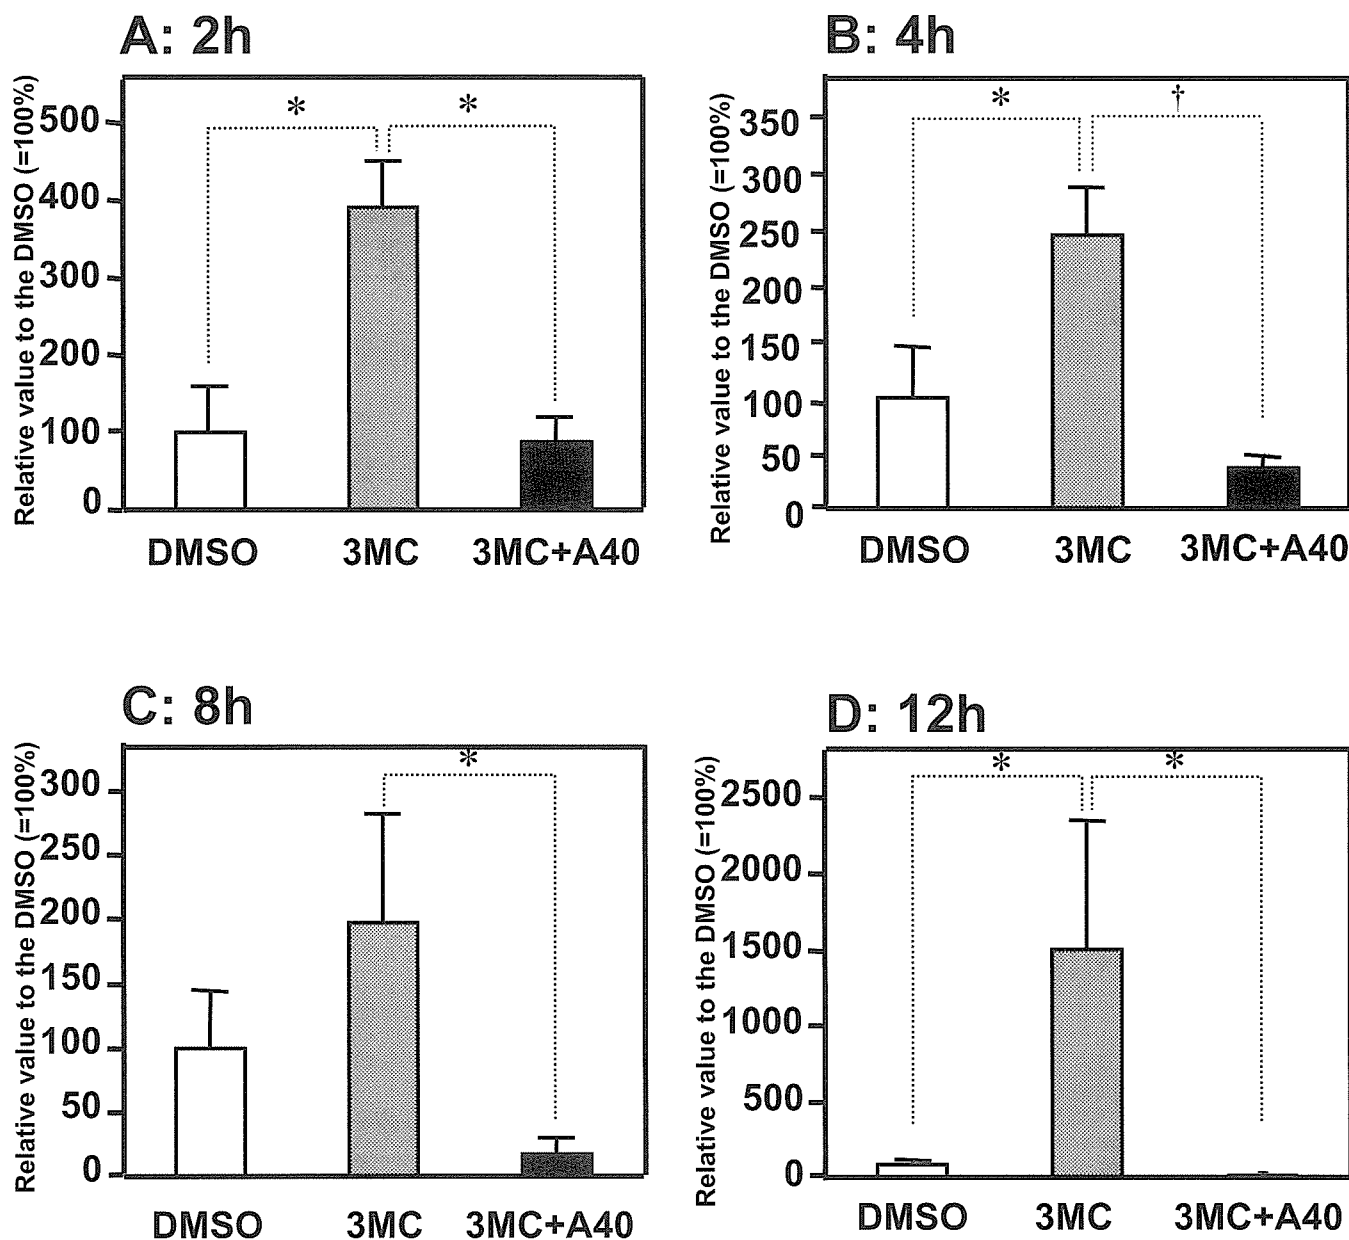 A: 2h
Relative value to the DMSO (=100%)
500
400
300
200
100
0
* *
DMSO 3MC 3MC+A40
B: 4h
Relative value to the DMSO (=100%)
350
300
250
200
150
100
50
0
* †
DMSO 3MC 3MC+A40
C: 8h
Relative value to the DMSO (=100%)
300
250
200
150
100
50
0
*
DMSO 3MC 3MC+A40
D: 12h
Relative value to the DMSO (=100%)
2500
2000
1500
1000
500
0
* *
DMSO 3MC 3MC+A40